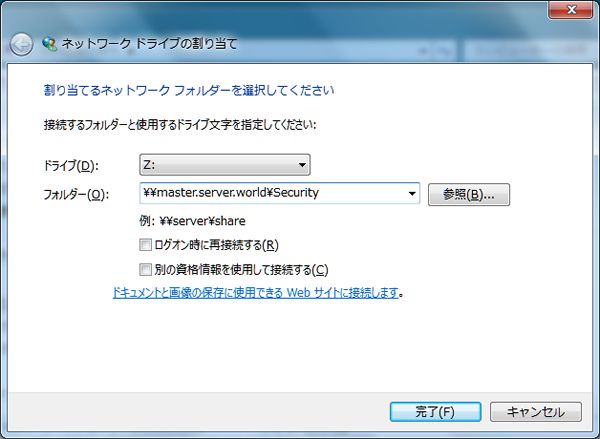 ネットワーク ドライブの割り当て
割り当てるネットワーク フォルダーを選択してください
接続するフォルダーと使用するドライブ文字を指定してください:
ドライブ(D): Z:
フォルダー(O): ¥¥master.server.world¥Security 参照(B)...
例: ¥¥server¥share
ログオン時に再接続する(R)
別の資格情報を使用して接続する(C)
ドキュメントと画像の保存に使用できる Web サイトに接続します。
完了(F) キャンセル